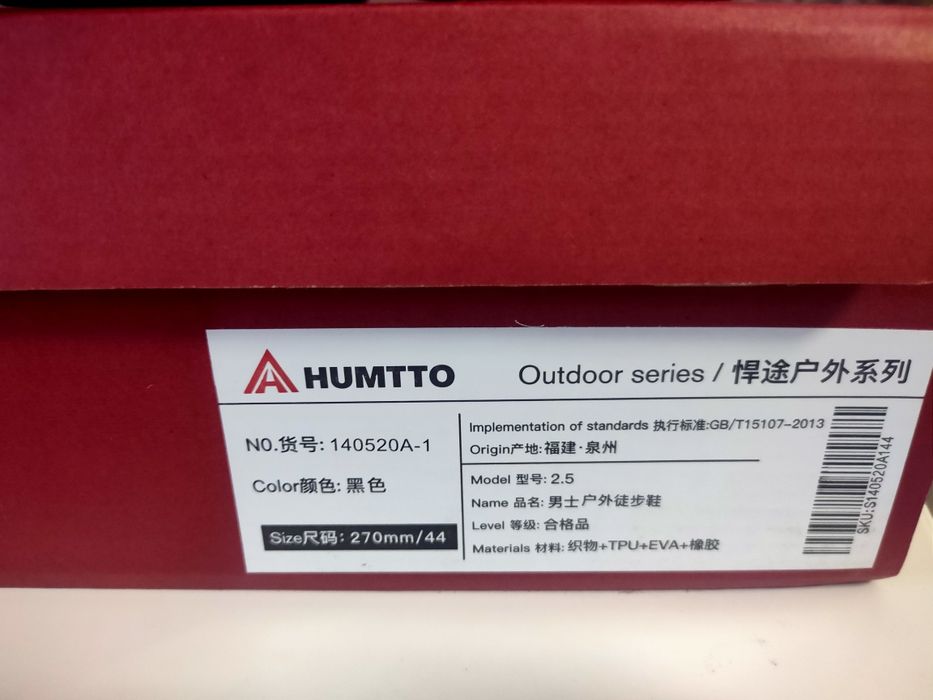 HUMTTO
Outdoor series / 悍途户外系列
N0.货号: 140520A-1
Color颜色: 黑色
Size尺码: 270mm/44
Implementation of standards 执行标准:GB/T15107-2013
Origin产地: 福建·泉州
Model 型号: 2.5
Name 品名: 男士户外徒步鞋
Level 等级: 合格品
Materials 材料: 织物+TPU+EVA+橡胶
SKU:S140520A144